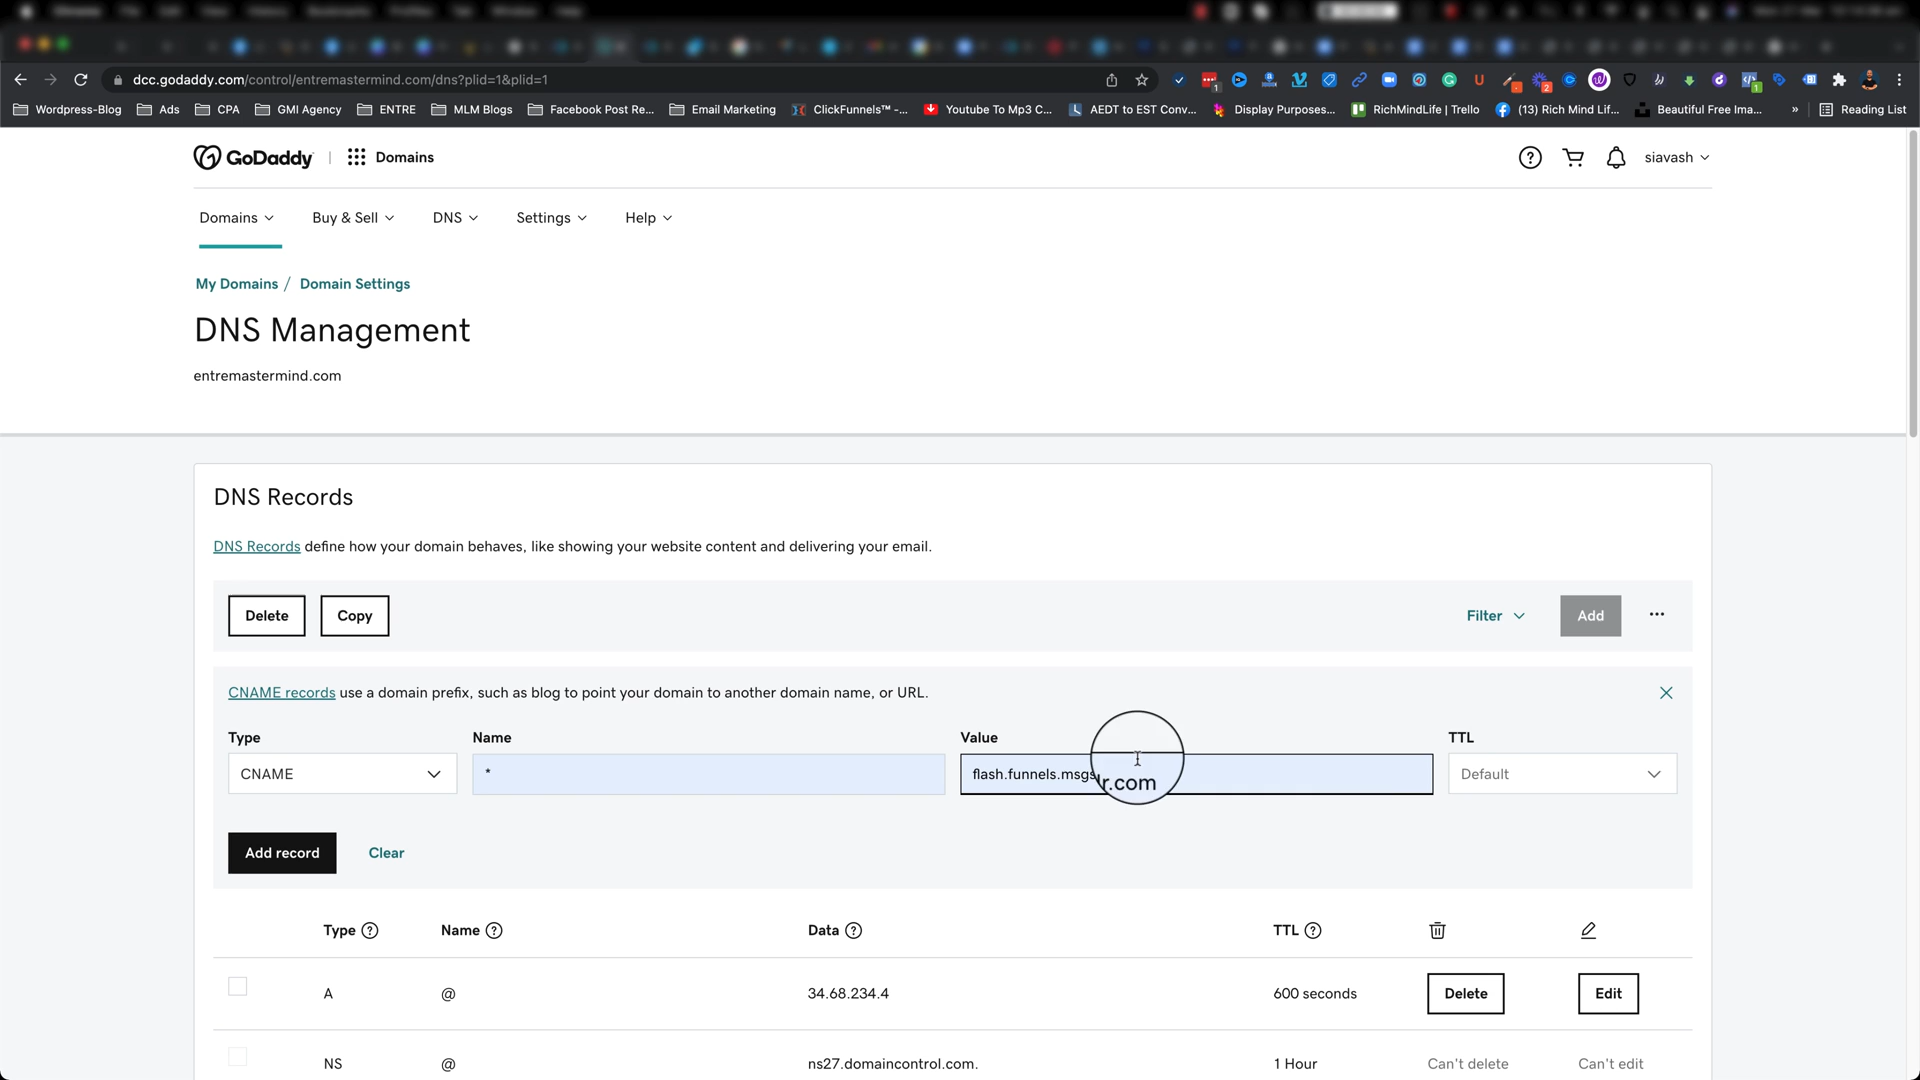 dcc.godaddy.com/control/entremastermind.com/dns?plid=1&plid=1
Wordpress-Blog Ads CPA GMI Agency ENTRE MLM Blogs Facebook Post Re... Email Marketing ClickFunnels™ -... Youtube To Mp3 C... AEDT to EST Conv... Display Purposes... RichMindLife | Trello (13) Rich Mind Lif... Beautiful Free Ima... » Reading List
GoDaddy Domains siavash
Domains Buy & Sell DNS Settings Help
My Domains / Domain Settings
DNS Management
entremastermind.com
DNS Records
DNS Records define how your domain behaves, like showing your website content and delivering your email.
Delete Copy Filter Add ...
CNAME records use a domain prefix, such as blog to point your domain to another domain name, or URL.
Type Name Value TTL
CNAME * flash.funnels.msgs r.com Default
Add record Clear
Type Name Data TTL
A @ 34.68.234.4 600 seconds Delete Edit
NS @ ns27.domaincontrol.com. 1 Hour Can't delete Can't edit